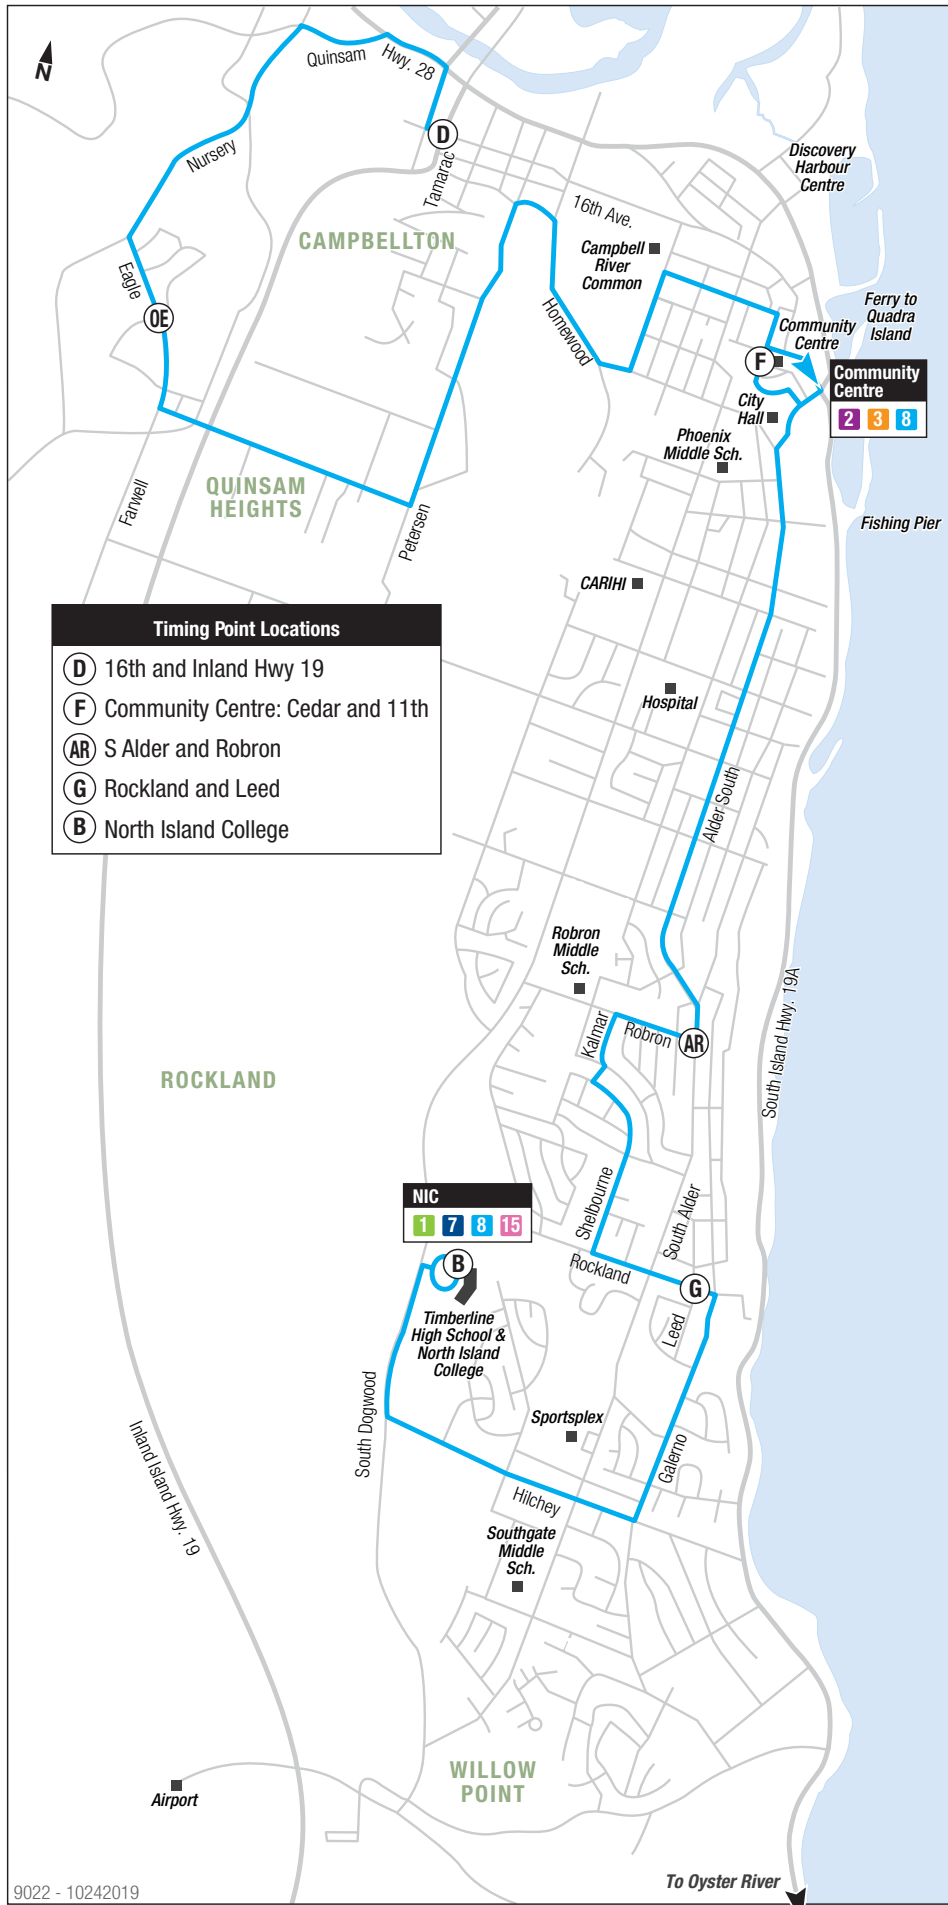 N
Quinsam
Hwy. 28
D
Nursery
Tamarac
Discovery
Harbour
Centre
16th Ave.
CAMPBELLTON
Campbell
River
Common
Eagle
OE
Homewood
Ferry to
Quadra
Island
Community
Centre
F
Community
Centre
2 3 8
City
Hall
Phoenix
Middle Sch.
QUINSAM
HEIGHTS
Farwell
Petersen
Fishing Pier
CARIHI
Timing Point Locations
D 16th and Inland Hwy 19
F Community Centre: Cedar and 11th
AR S Alder and Robron
G Rockland and Leed
B North Island College
Hospital
Alder South
Robron
Middle
Sch.
South Island Hwy. 19A
Kalmar
Robron
AR
ROCKLAND
NIC
1 7 8 15
Shelbourne
South Alder
B
Rockland
G
Timberline
High School &
North Island
College
Leed
South Dogwood
Sportsplex
Galerno
Inland Island Hwy. 19
Hilchey
Southgate
Middle
Sch.
WILLOW
POINT
Airport
To Oyster River
9022 - 10242019